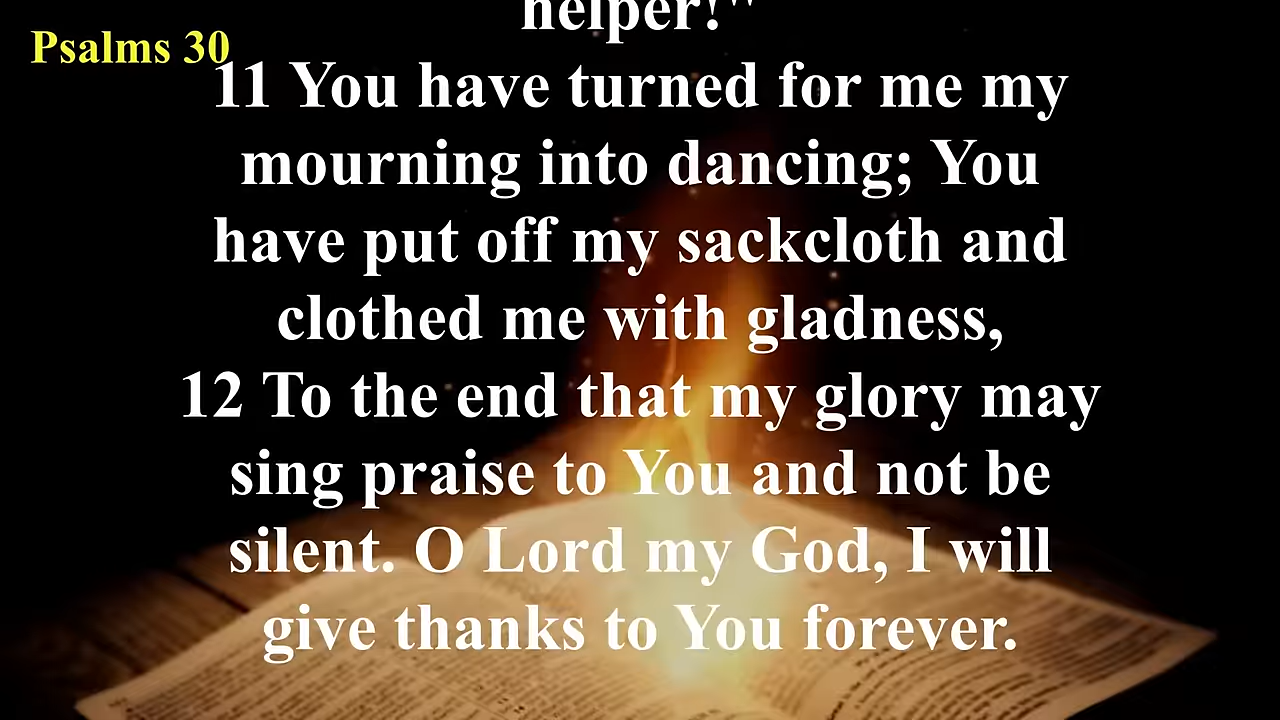 helper!"
Psalms 30
11 You have turned for me my
mourning into dancing; You
have put off my sackcloth and
clothed me with gladness,
12 To the end that my glory may
sing praise to You and not be
silent. O Lord my God, I will
give thanks to You forever.